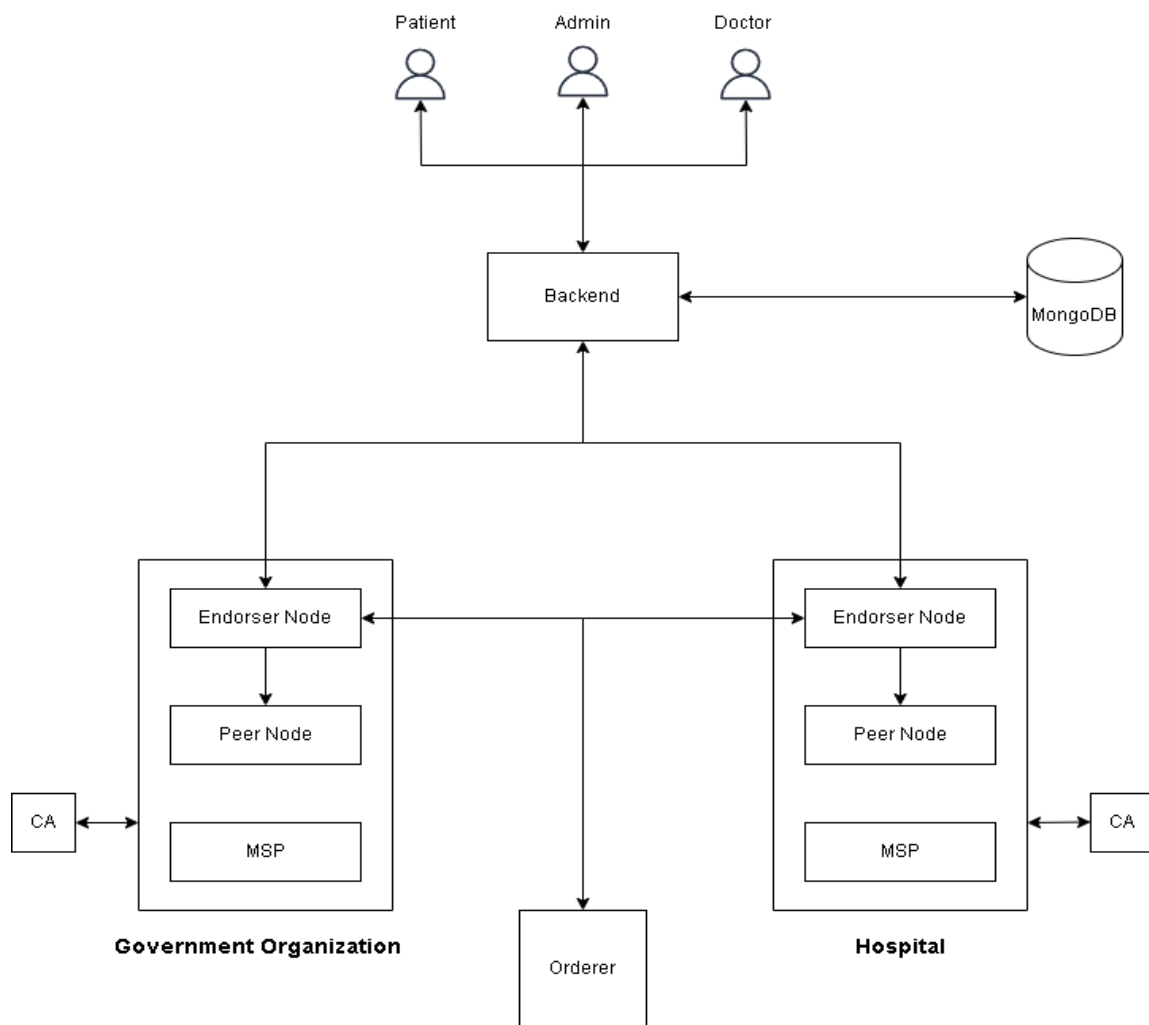 Patient
Admin
Doctor
Backend
MongoDB
Endorser Node
Endorser Node
Peer Node
Peer Node
CA
MSP
MSP
CA
Government Organization
Hospital
Orderer